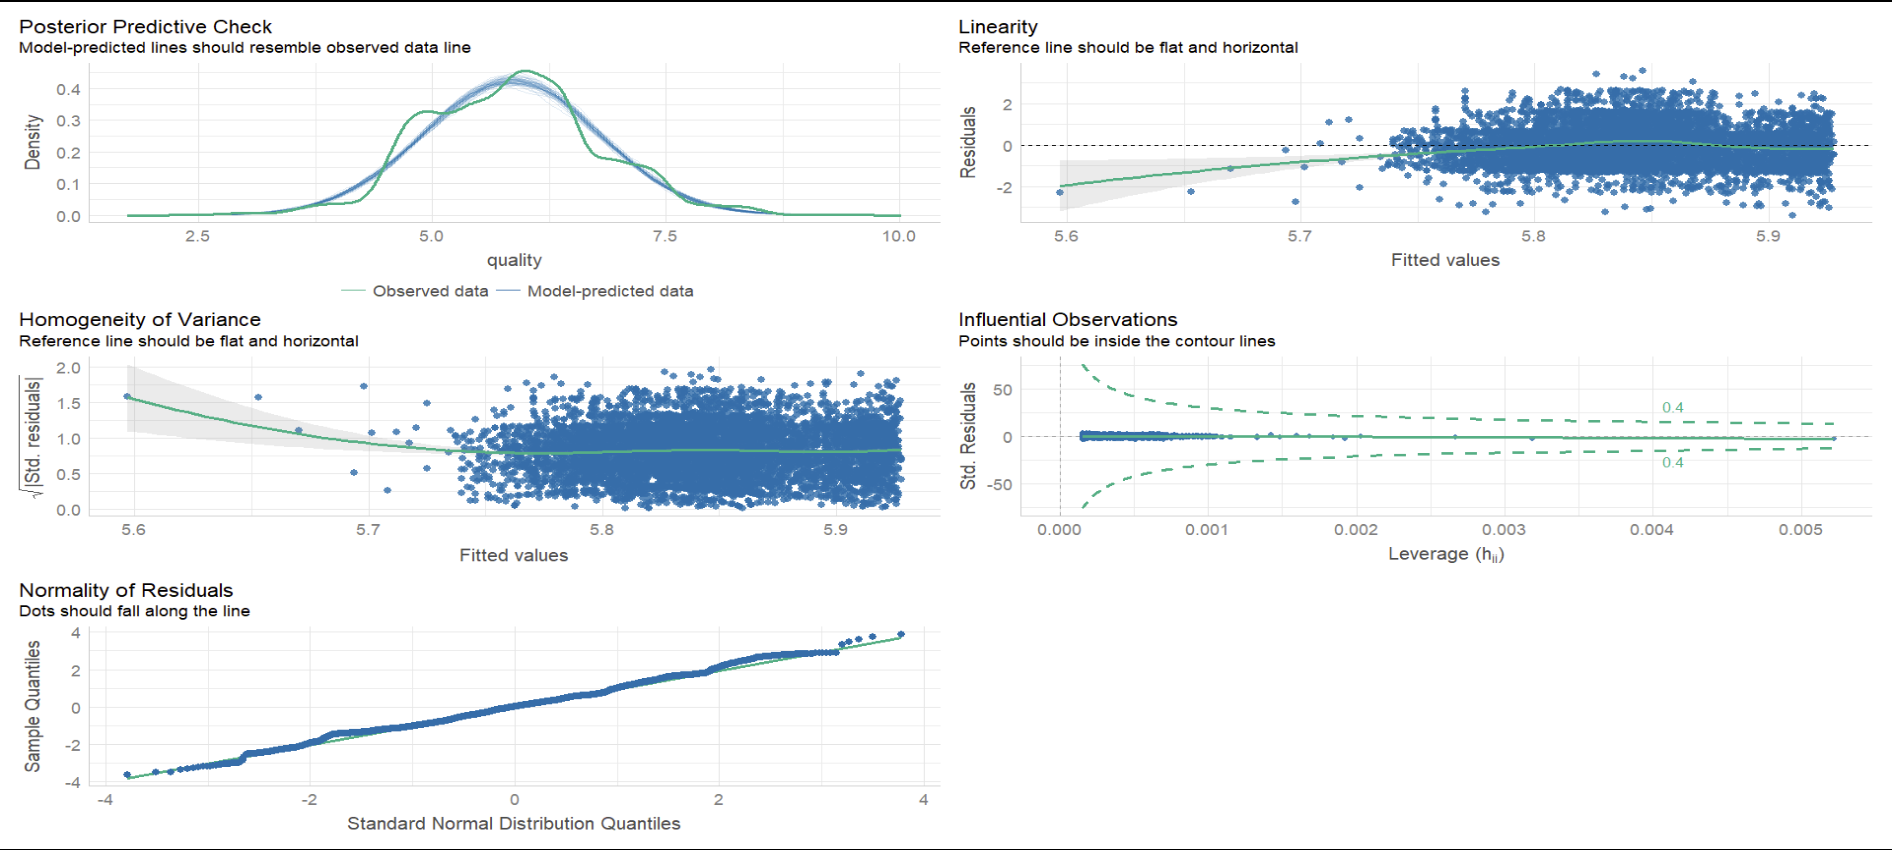 Posterior Predictive Check
Model-predicted lines should resemble observed data line
Density
0.4
0.3
0.2
0.1
0.0
2.5 5.0 7.5 10.0
quality
Observed data Model-predicted data
Linearity
Reference line should be flat and horizontal
Residuals
2
0
-2
5.6 5.7 5.8 5.9
Fitted values
Homogeneity of Variance
Reference line should be flat and horizontal
√|Std. residuals|
2.0
1.5
1.0
0.5
0.0
5.6 5.7 5.8 5.9
Fitted values
Influential Observations
Points should be inside the contour lines
Std. Residuals
50
0
-50
0.4
0.4
0.000 0.001 0.002 0.003 0.004 0.005
Leverage (hᵢᵢ)
Normality of Residuals
Dots should fall along the line
Sample Quantiles
4
2
0
-2
-4
-4 -2 0 2 4
Standard Normal Distribution Quantiles